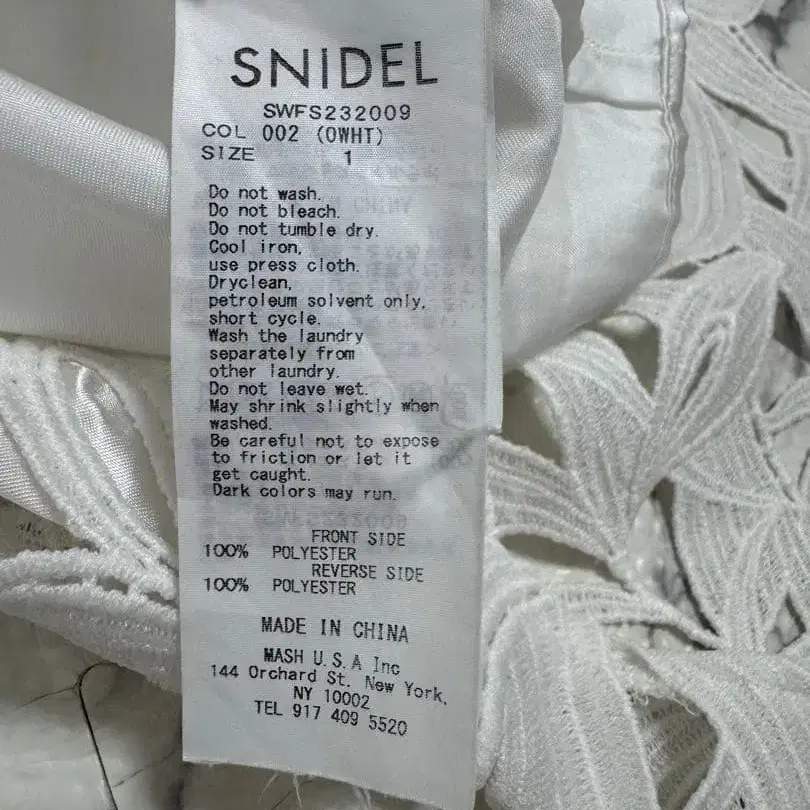 SNIDEL
SWFS232009
COL 002 (OWHT)
SIZE 1
Do not wash.
Do not bleach.
Do not tumble dry.
Cool iron,
use press cloth.
Dryclean,
petroleum solvent only,
short cycle.
Wash the laundry
separately from
other laundry.
Do not leave wet.
May shrink slightly when
washed.
Be careful not to expose
to friction or let it
get caught.
Dark colors may run.
FRONT SIDE
100% POLYESTER
REVERSE SIDE
100% POLYESTER
MADE IN CHINA
MASH U.S.A Inc
144 Orchard St. New York,
NY 10002
TEL 917 409 5520